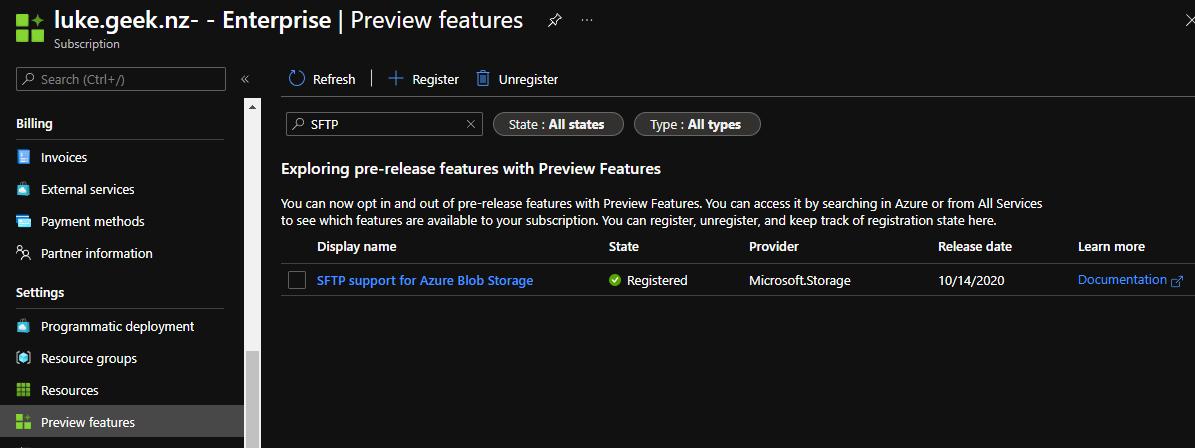 luke.geek.nz- - Enterprise | Preview features
Subscription
Search (Ctrl+/)
Refresh
Register
Unregister
Billing
Invoices
External services
Payment methods
Partner information
Settings
Programmatic deployment
Resource groups
Resources
Preview features
SFTP
State : All states
Type : All types
Exploring pre-release features with Preview Features
You can now opt in and out of pre-release features with Preview Features. You can access it by searching in Azure or from All Services
to see which features are available to your subscription. You can register, unregister, and keep track of registration state here.
Display name State Provider Release date Learn more
SFTP support for Azure Blob Storage Registered Microsoft.Storage 10/14/2020 Documentation